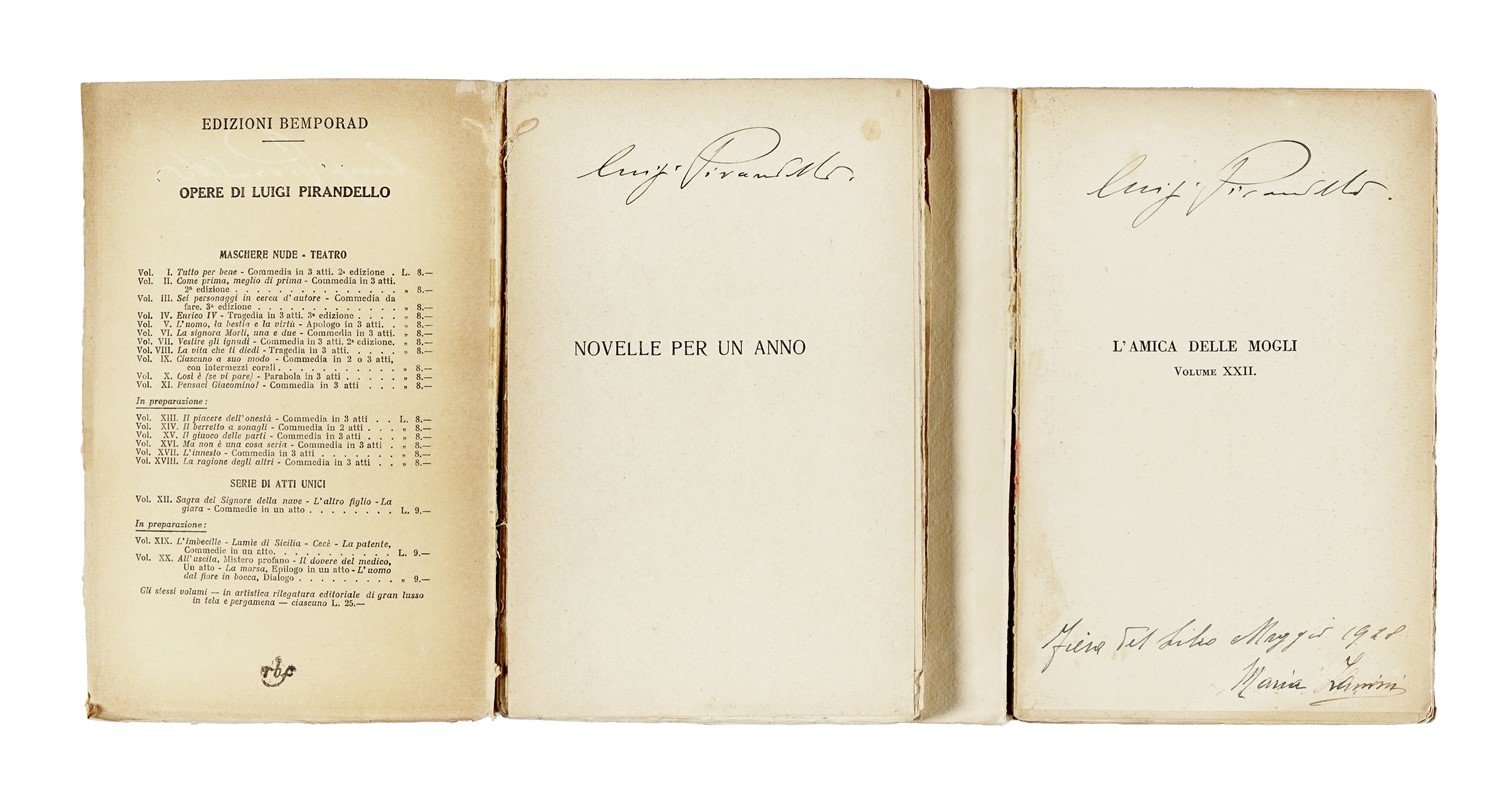 EDIZIONI BEMPORAD
OPERE DI LUIGI PIRANDELLO
MASCHERE NUDE - TEATRO
Vol. I. Tutto per bene - Commedia in 3 atti. 2ª edizione . L. 8.—
Vol. II. Come prima, meglio di prima - Commedia in 3 atti.
2ª edizione . . . . . . . . . . . . . . . „ 8.—
Vol. III. Sei personaggi in cerca d'autore - Commedia da
fare. 3ª edizione . . . . . . . . . . . . . „ 8.—
Vol. IV. Enrico IV - Tragedia in 3 atti. 3ª edizione . . . . „ 8.—
Vol. V. L'uomo, la bestia e la virtù - Apologo in 3 atti. . „ 8.—
Vol. VI. La signora Morli, una e due - Commedia in 3 atti. „ 8.—
Vol. VII. Vestire gli ignudi - Commedia in 3 atti. 2ª edizione. „ 8.—
Vol. VIII. La vita che ti diedi - Tragedia in 3 atti. . . . . „ 8.—
Vol. IX. Ciascuno a suo modo - Commedia in 2 o 3 atti,
con intermezzi corali . . . . . . . . . . . „ 8.—
Vol. X. Così è (se vi pare) - Parabola in 3 atti . . . . . „ 8.—
Vol. XI. Pensaci Giacomino! - Commedia in 3 atti . . . „ 8.—
In preparazione:
Vol. XIII. Il piacere dell'onestà - Commedia in 3 atti . . L. 8.—
Vol. XIV. Il berretto a sonagli - Commedia in 2 atti . . . „ 8.—
Vol. XV. Il giuoco delle parti - Commedia in 3 atti . . . „ 8.—
Vol. XVI. Ma non è una cosa seria - Commedia in 3 atti . „ 8.—
Vol. XVII. L'innesto - Commedia in 3 atti . . . . . . . „ 8.—
Vol. XVIII. La ragione degli altri - Commedia in 3 atti . . „ 8.—
SERIE DI ATTI UNICI
Vol. XII. Sagra del Signore della nave - L'altro figlio - La
giara - Commedie in un atto . . . . . . . . L. 9.—
In preparazione:
Vol. XIX. L'imbecille - Lumie di Sicilia - Cecè - La patente,
Commedie in un atto. . . . . . . . . . . L. 9.—
Vol. XX. All'uscita, Mistero profano - Il dovere del medico,
Un atto - La morsa, Epilogo in un atto - L'uomo
dal fiore in bocca, Dialogo . . . . . . . . . „ 9.—
Gli stessi volumi — in artistica rilegatura editoriale di gran lusso
in tela e pergamena — ciascuno L. 25.—
rbf
Luigi Pirandello.
NOVELLE PER UN ANNO
Luigi Pirandello.
L'AMICA DELLE MOGLI
VOLUME XXII.
Fiera del Libro Maggio 1928
Maria Zanini